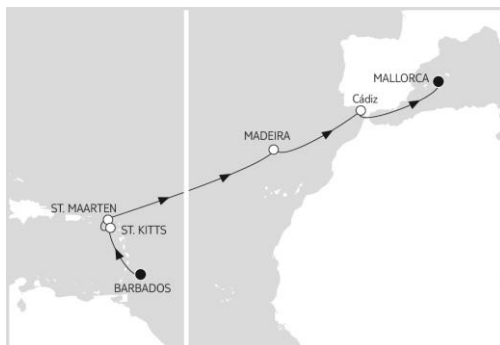 MALLORCA
Cádiz
MADEIRA
ST. MAARTEN
ST. KITTS
BARBADOS